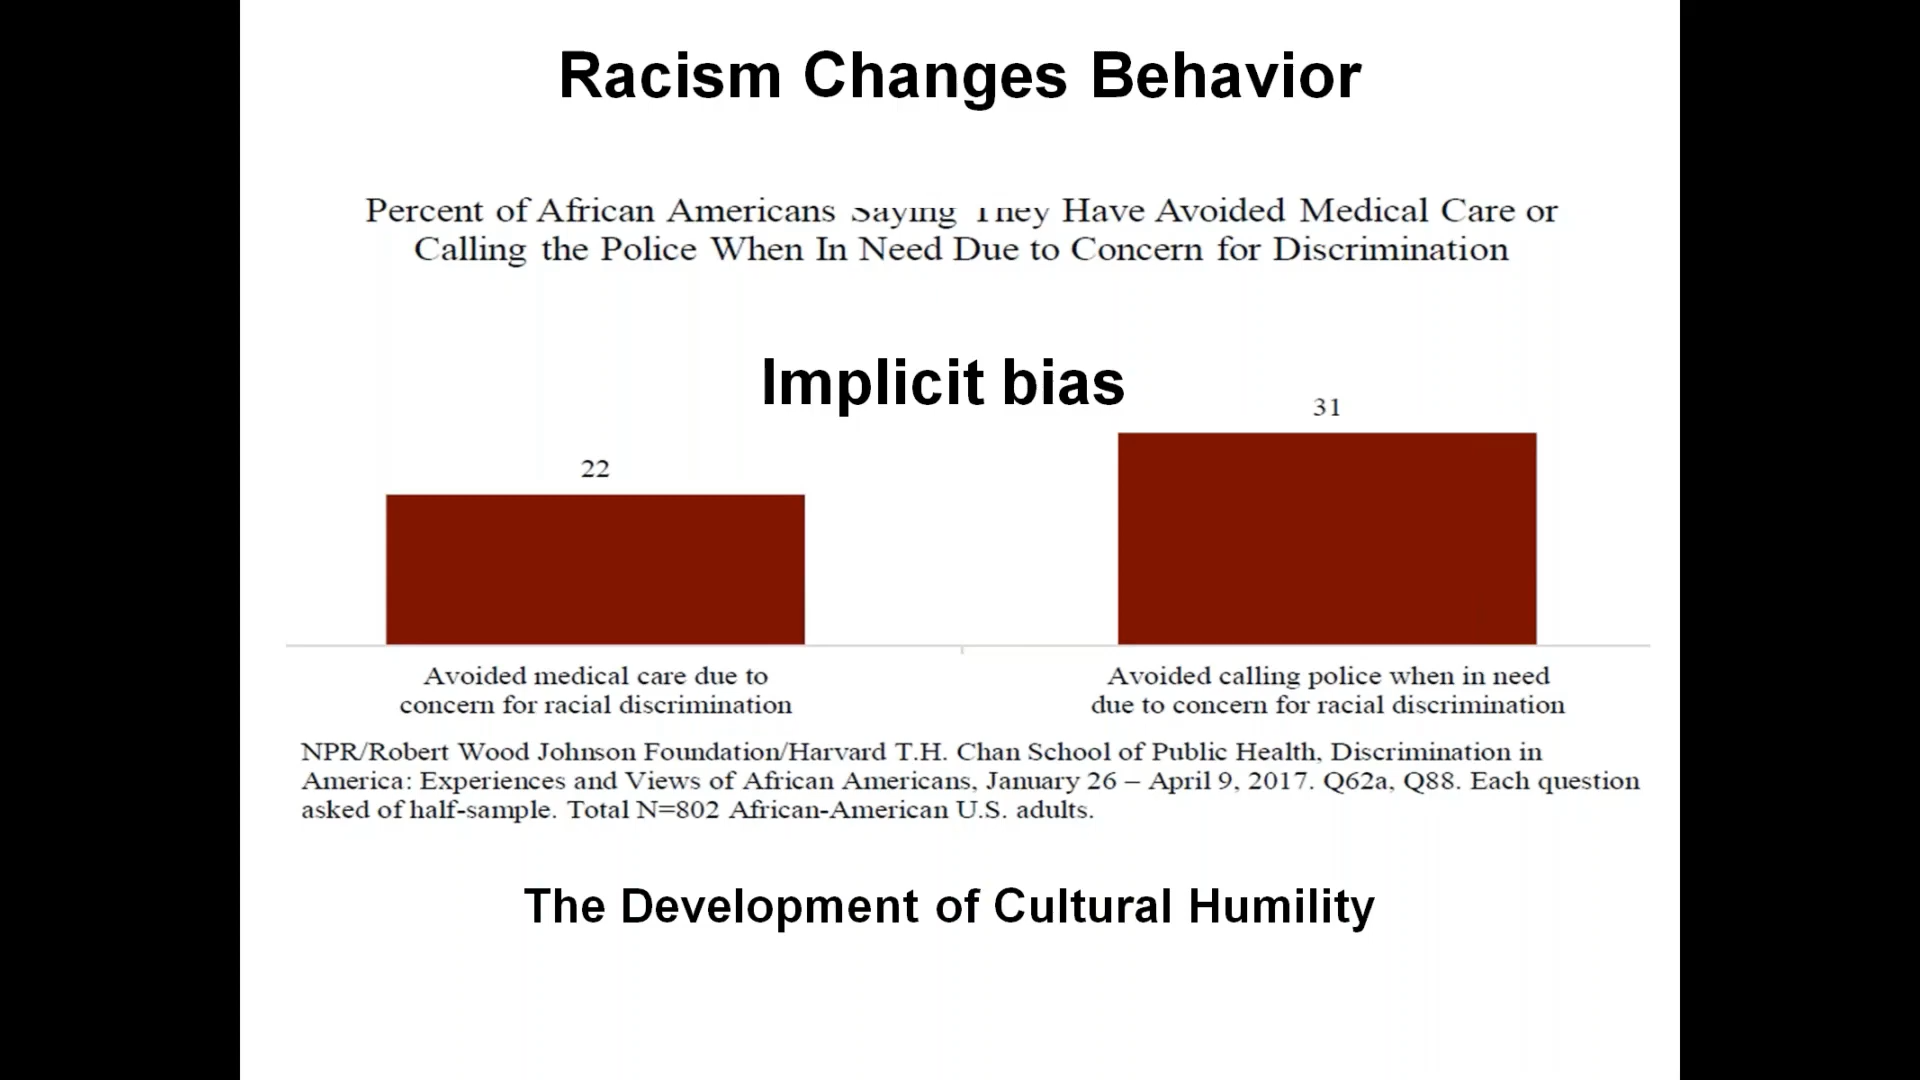 Racism Changes Behavior
Percent of African Americans Saying They Have Avoided Medical Care or
Calling the Police When In Need Due to Concern for Discrimination
Implicit bias
31
22
Avoided medical care due to
concern for racial discrimination
Avoided calling police when in need
due to concern for racial discrimination
NPR/Robert Wood Johnson Foundation/Harvard T.H. Chan School of Public Health, Discrimination in
America: Experiences and Views of African Americans, January 26 – April 9, 2017. Q62a, Q88. Each question
asked of half-sample. Total N=802 African-American U.S. adults.
The Development of Cultural Humility